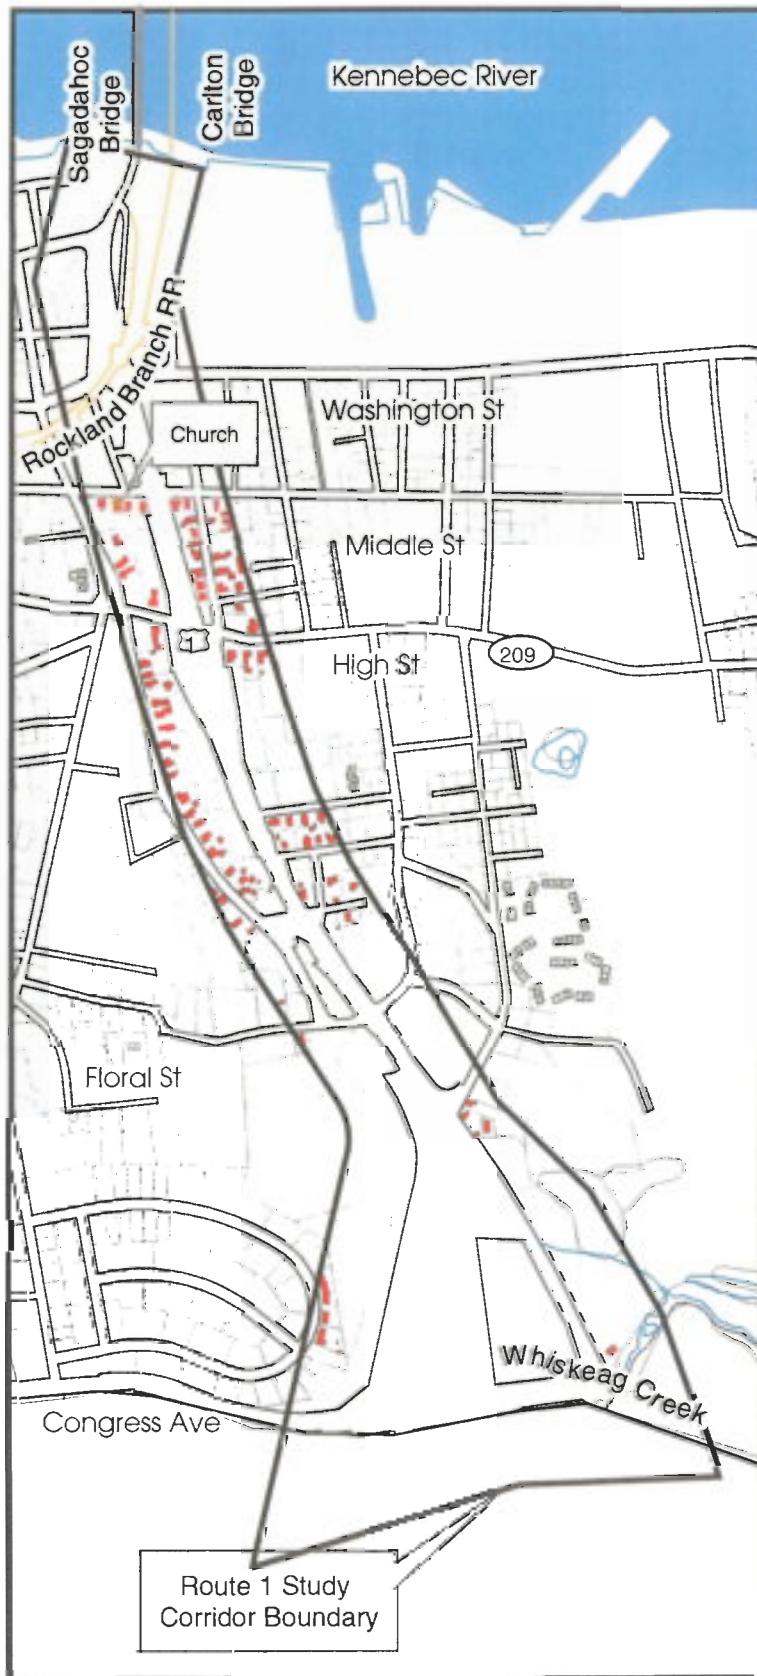 Sagadahoc
Bridge
Carlton
Bridge
Kennebec River
Rockland Branch RR
Church
Washington St
Middle St
1
High St
209
Floral St
Whiskeag Creek
Congress Ave
Route 1 Study
Corridor Boundary